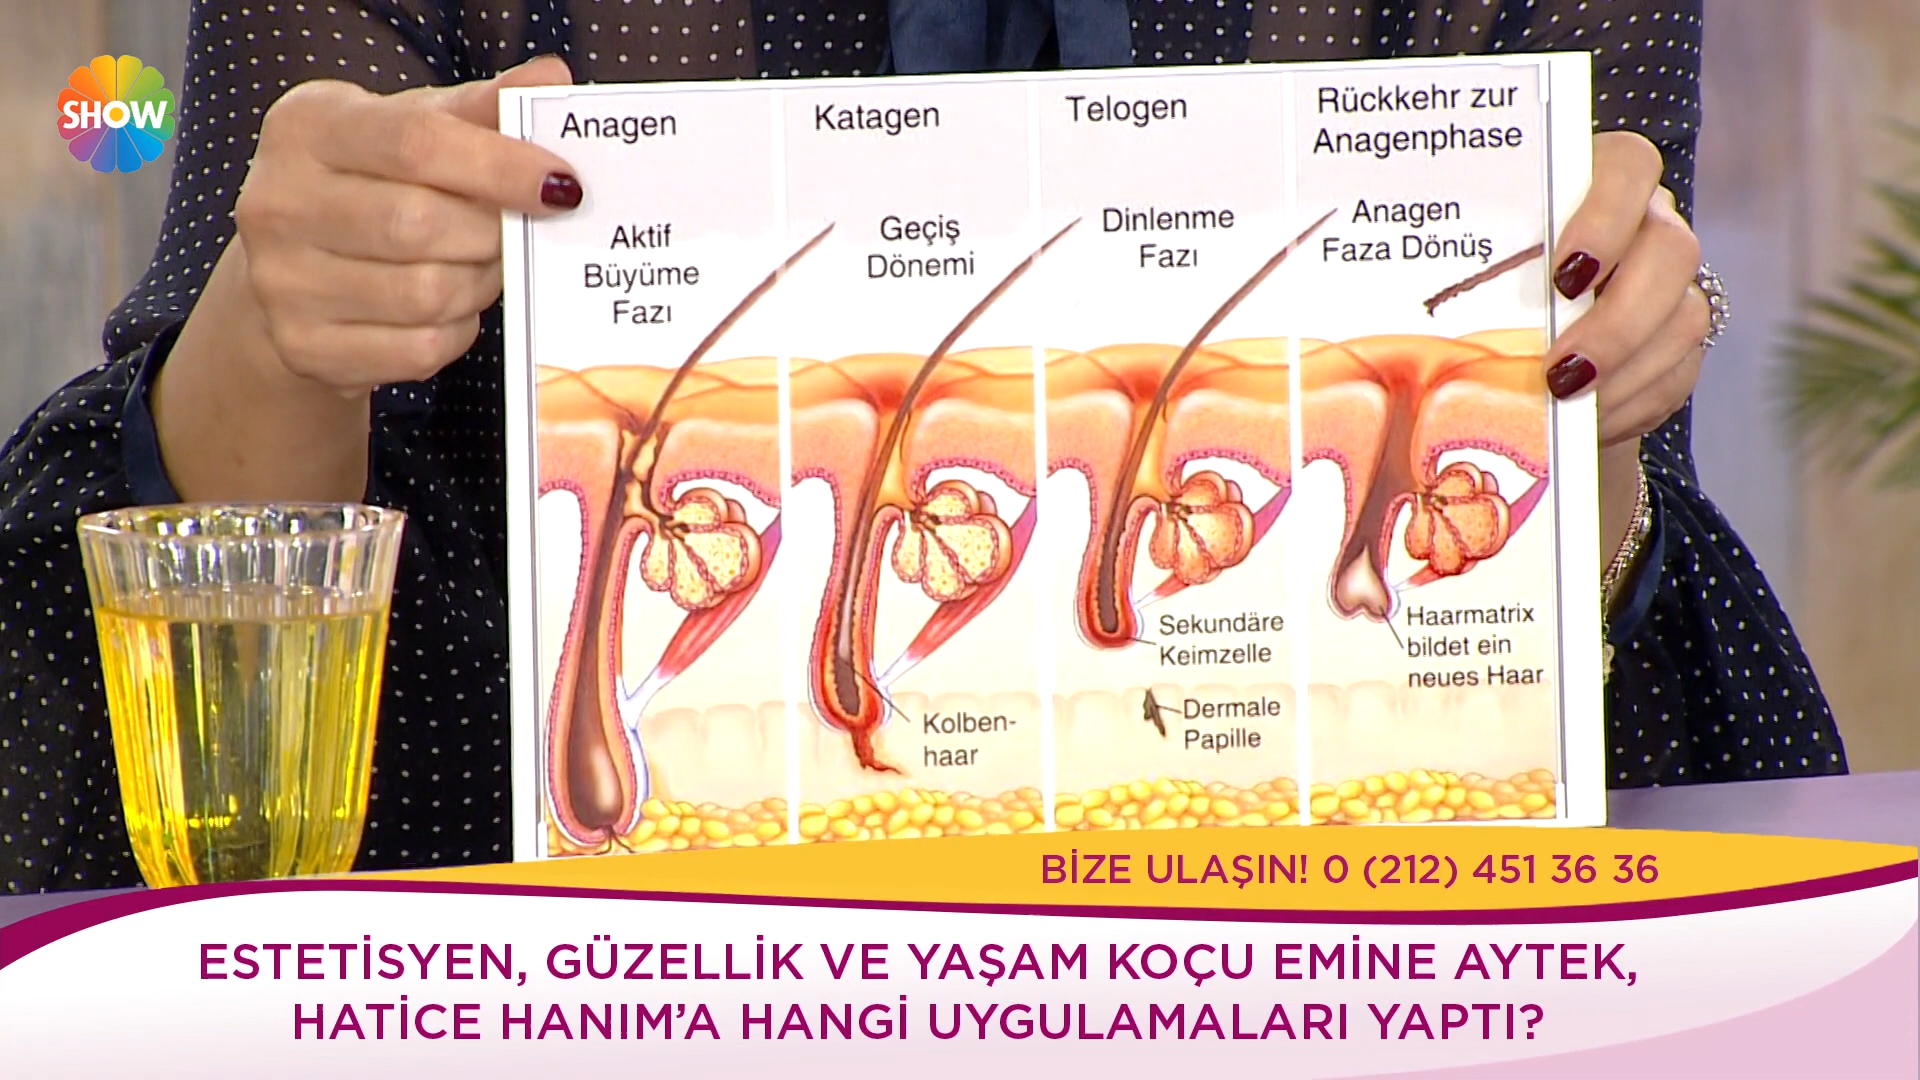 SHOW
Anagen
Katagen
Telogen
Rückkehr zur
Anagenphase
Aktif
Büyüme
Fazı
Geçiş
Dönemi
Dinlenme
Fazı
Anagen
Faza Dönüş
Kolben-
haar
Sekundäre
Keimzelle
Dermale
Papille
Haarmatrix
bildet ein
neues Haar
BİZE ULAŞIN! 0 (212) 451 36 36
ESTETİSYEN, GÜZELLİK VE YAŞAM KOÇU EMİNE AYTEK,
HATİCE HANIM'A HANGİ UYGULAMALARI YAPTI?